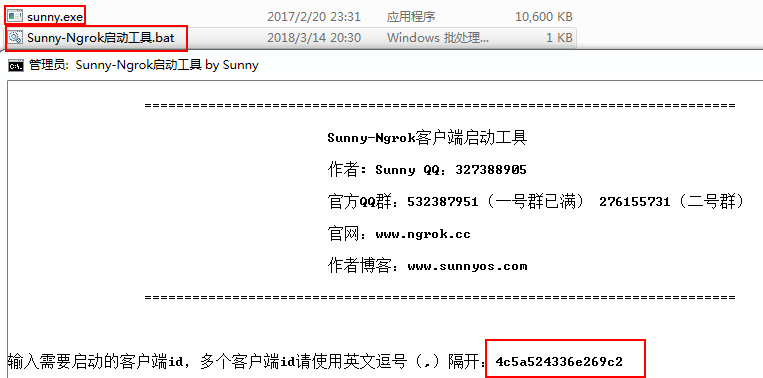 sunny.exe 2017/2/20 23:31 应用程序 10,600 KB
Sunny-Ngrok启动工具.bat 2018/3/14 20:30 Windows 批处理... 1 KB
管理员: Sunny-Ngrok启动工具 by Sunny
==========================================================================
Sunny-Ngrok客户端启动工具
作者：Sunny QQ：327388905
官方QQ群：532387951（一号群已满） 276155731（二号群）
官网：www.ngrok.cc
作者博客：www.sunnyos.com
==========================================================================
输入需要启动的客户端id，多个客户端id请使用英文逗号（,）隔开：4c5a524336e269c2